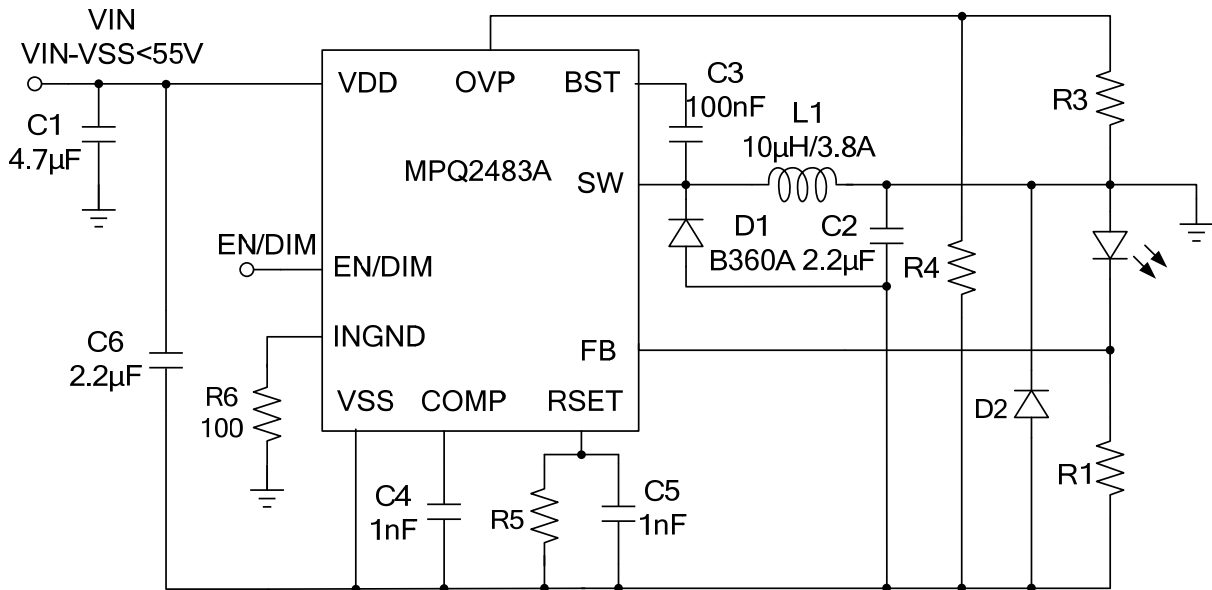 VIN
VIN-VSS<55V
VDD
OVP
BST
C3
100nF
C1
4.7µF
MPQ2483A
SW
L1
10µH/3.8A
R3
EN/DIM
EN/DIM
D1
B360A
C2
2.2µF
R4
INGND
FB
C6
2.2µF
R6
100
VSS
COMP
RSET
D2
R1
C4
1nF
R5
C5
1nF